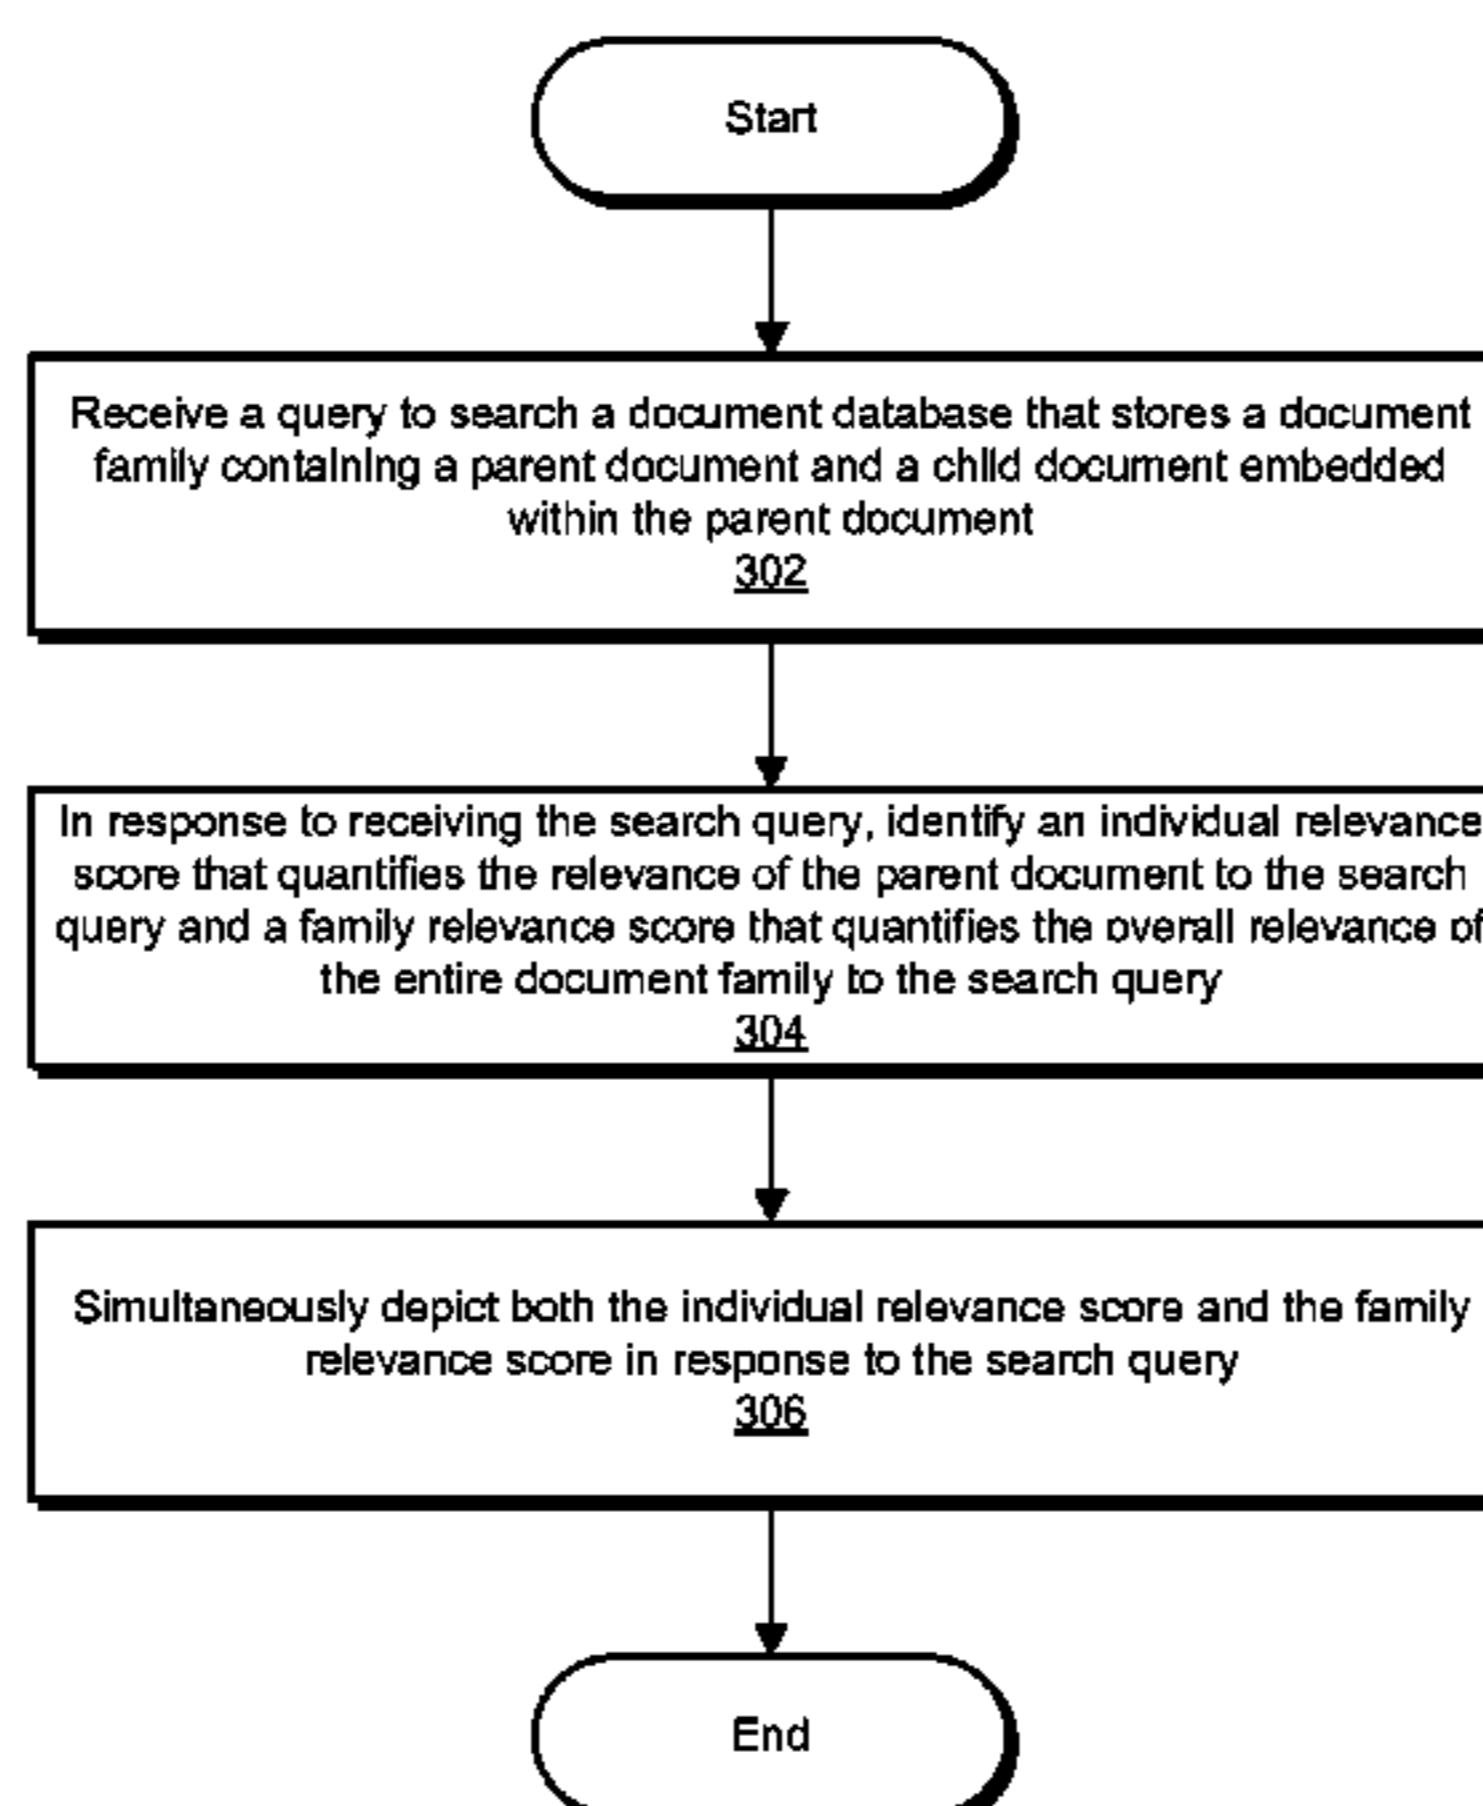 Start
Receive a query to search a document database that stores a document
family containing a parent document and a child document embedded
within the parent document
302
In response to receiving the search query, identify an individual relevance
score that quantifies the relevance of the parent document to the search
query and a family relevance score that quantifies the overall relevance of
the entire document family to the search query
304
Simultaneously depict both the individual relevance score and the family
relevance score in response to the search query
306
End